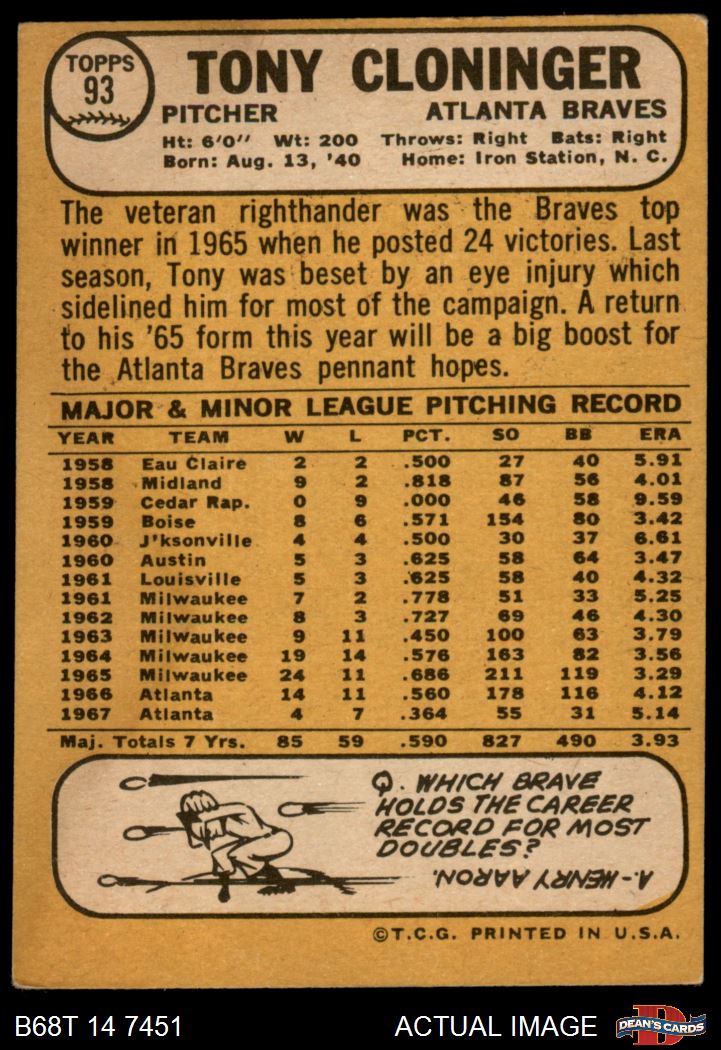 TOPPS
93
TONY CLONINGER
PITCHER ATLANTA BRAVES
Ht: 6'0" Wt: 200 Throws: Right Bats: Right
Born: Aug. 13, '40 Home: Iron Station, N. C.
The veteran righthander was the Braves top
winner in 1965 when he posted 24 victories. Last
season, Tony was beset by an eye injury which
sidelined him for most of the campaign. A return
to his '65 form this year will be a big boost for
the Atlanta Braves pennant hopes.
MAJOR & MINOR LEAGUE PITCHING RECORD
YEAR TEAM W L PCT. SO BB ERA
1958 Eau Claire 2 2 .500 27 40 5.91
1958 Midland 9 2 .818 87 56 4.01
1959 Cedar Rap. 0 9 .000 46 58 9.59
1959 Boise 8 6 .571 154 80 3.42
1960 J'ksonville 4 4 .500 30 37 6.61
1960 Austin 5 3 .625 58 64 3.47
1961 Louisville 5 3 .625 58 40 4.32
1961 Milwaukee 7 2 .778 51 33 5.25
1962 Milwaukee 8 3 .727 69 46 4.30
1963 Milwaukee 9 11 .450 100 63 3.79
1964 Milwaukee 19 14 .576 163 82 3.56
1965 Milwaukee 24 11 .686 211 119 3.29
1966 Atlanta 14 11 .560 178 116 4.12
1967 Atlanta 4 7 .364 55 31 5.14
Maj. Totals 7 Yrs. 85 59 .590 827 490 3.93
Q. WHICH BRAVE
HOLDS THE CAREER
RECORD FOR MOST
DOUBLES?
A.-HENRY AARON.
©T.C.G. PRINTED IN U.S.A.
B68T 14 7451 ACTUAL IMAGE
D
DEAN'S CARDS